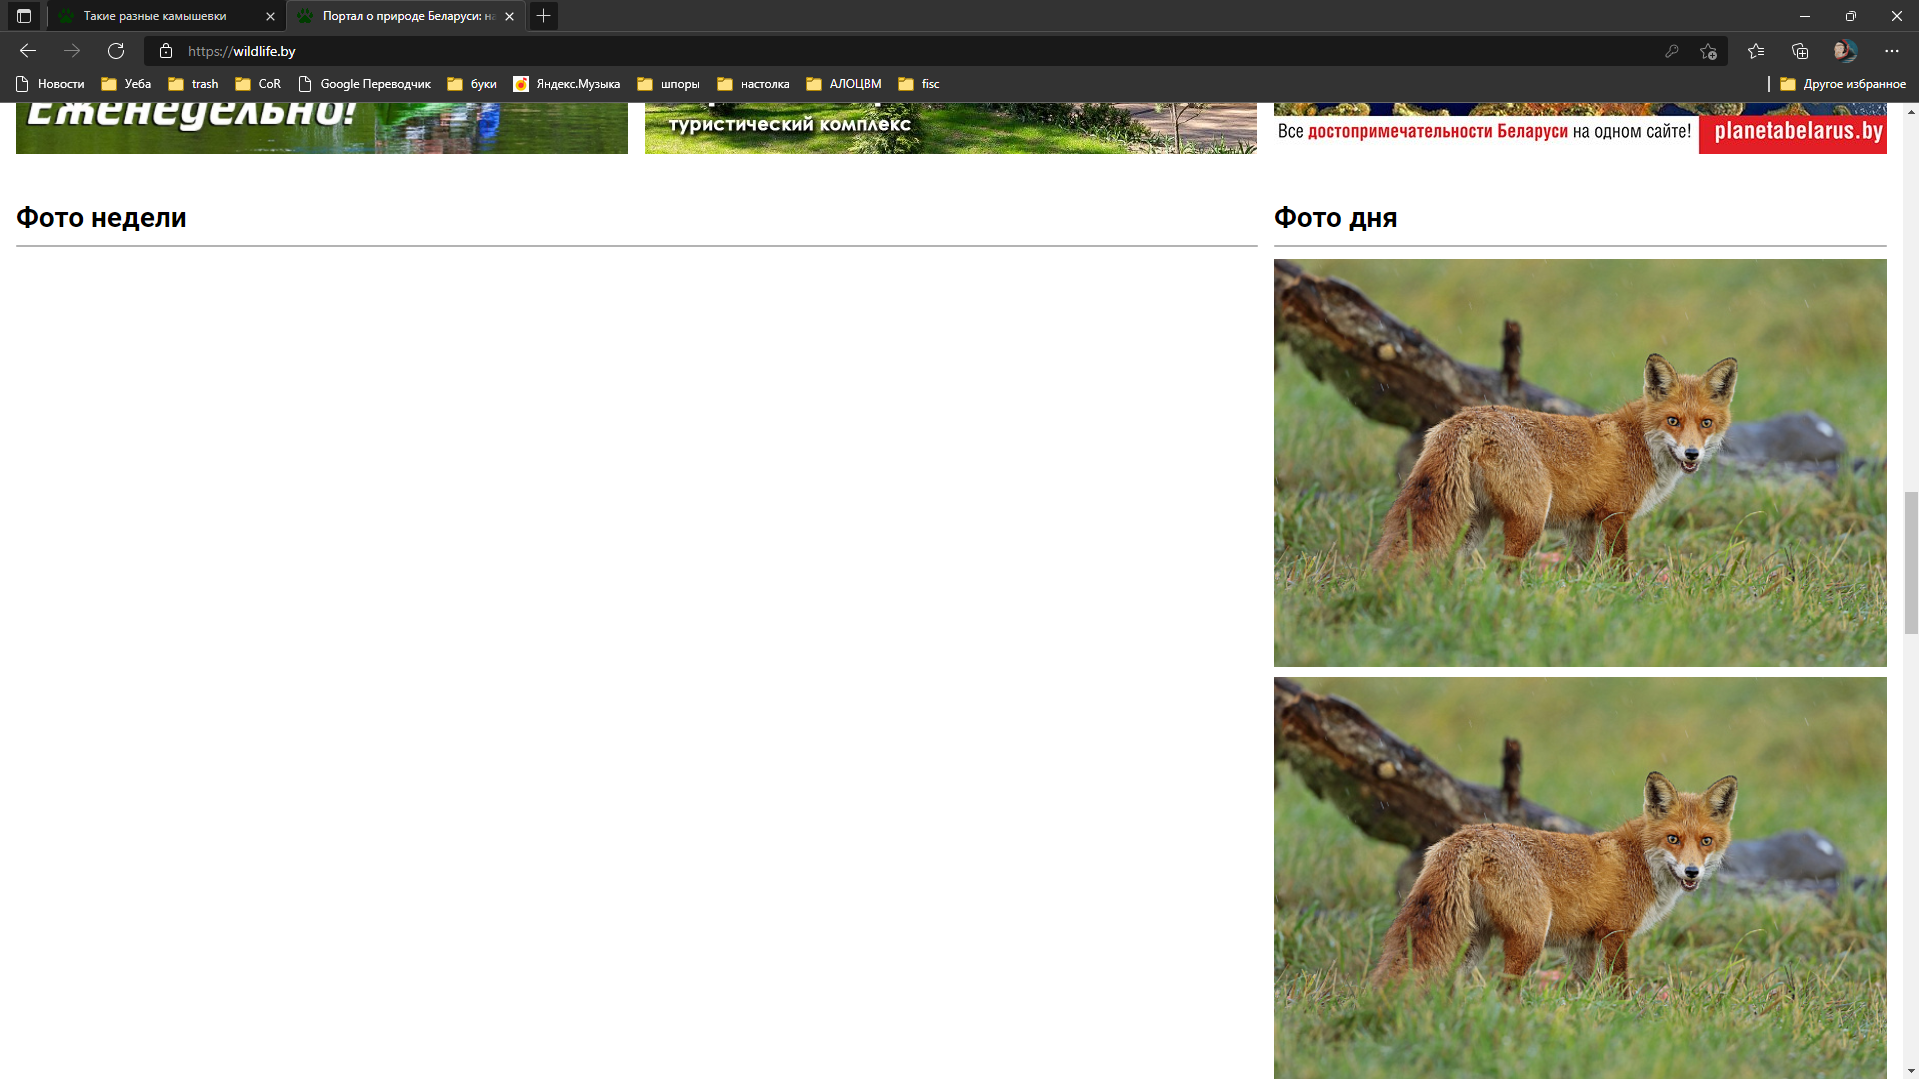 Такие разные камышевки
Портал о природе Беларуси: на
https://wildlife.by
Новости
Уеба
trash
CoR
Google Переводчик
буки
Яндекс.Музыка
шпоры
настолка
АЛОЦВМ
fisc
Другое избранное
Еженедельно!
туристический комплекс
Все достопримечательности Беларуси на одном сайте!
planetabelarus.by
Фото недели
Фото дня